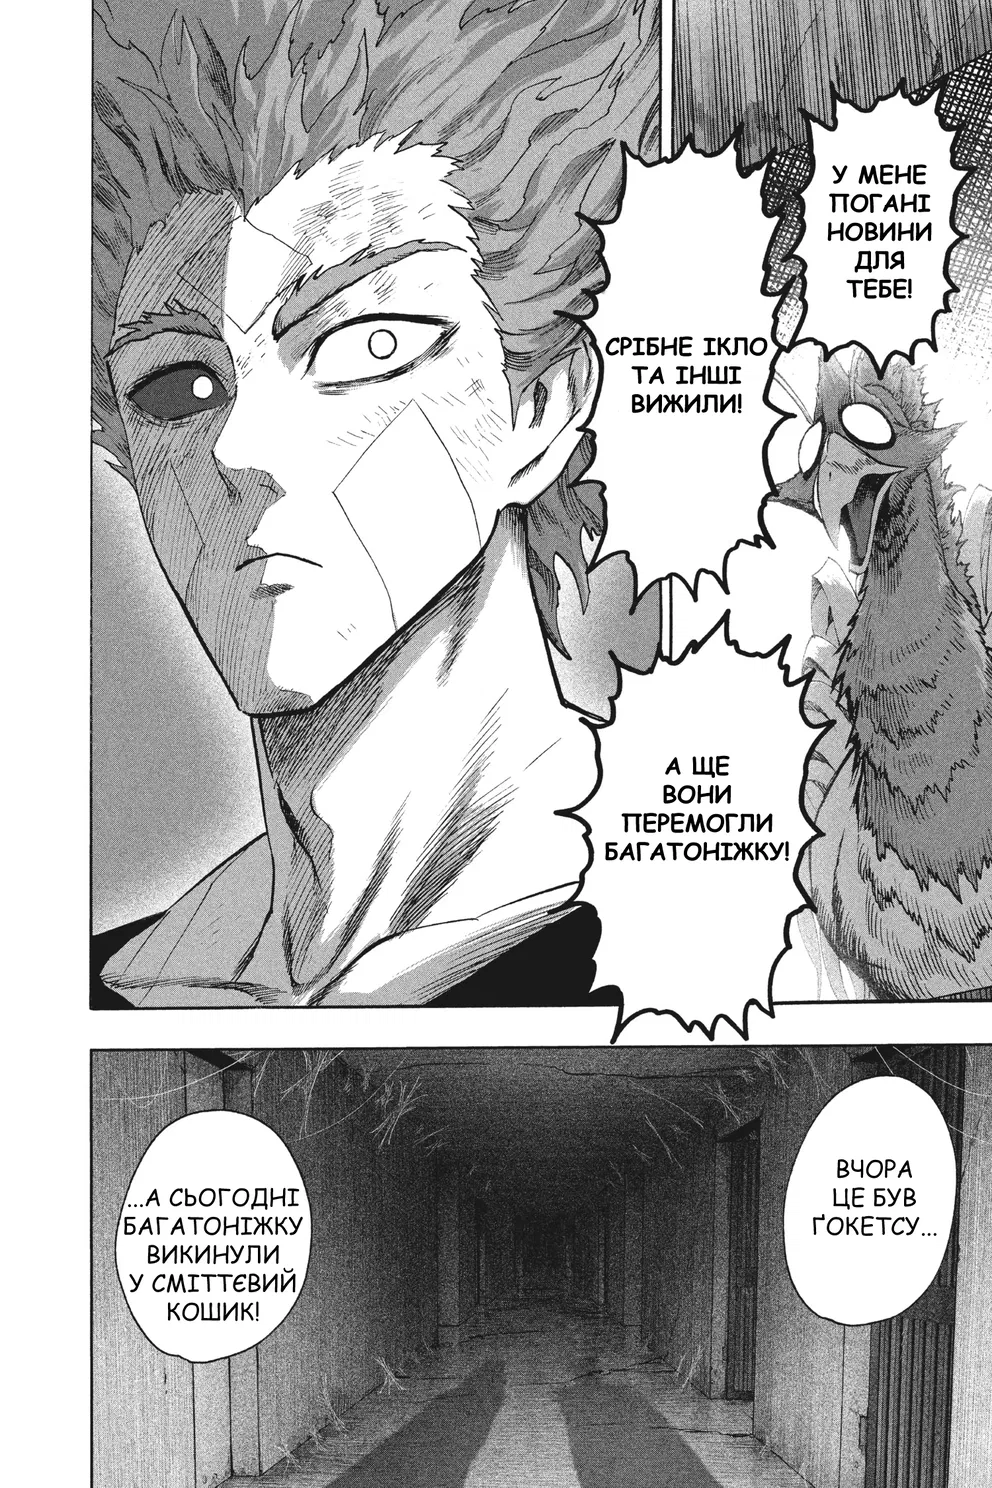 У МЕНЕ
ПОГАНІ
НОВИНИ
ДЛЯ
ТЕБЕ!
СРІБНЕ ІКЛО
ТА ІНШІ
ВИЖИЛИ!
А ЩЕ
ВОНИ
ПЕРЕМОГЛИ
БАГАТОНІЖКУ!
ВЧОРА
ЦЕ БУВ
ҐОКЕТСУ...
...А СЬОГОДНІ
БАГАТОНІЖКУ
ВИКИНУЛИ
У СМІТТЄВИЙ
КОШИК!